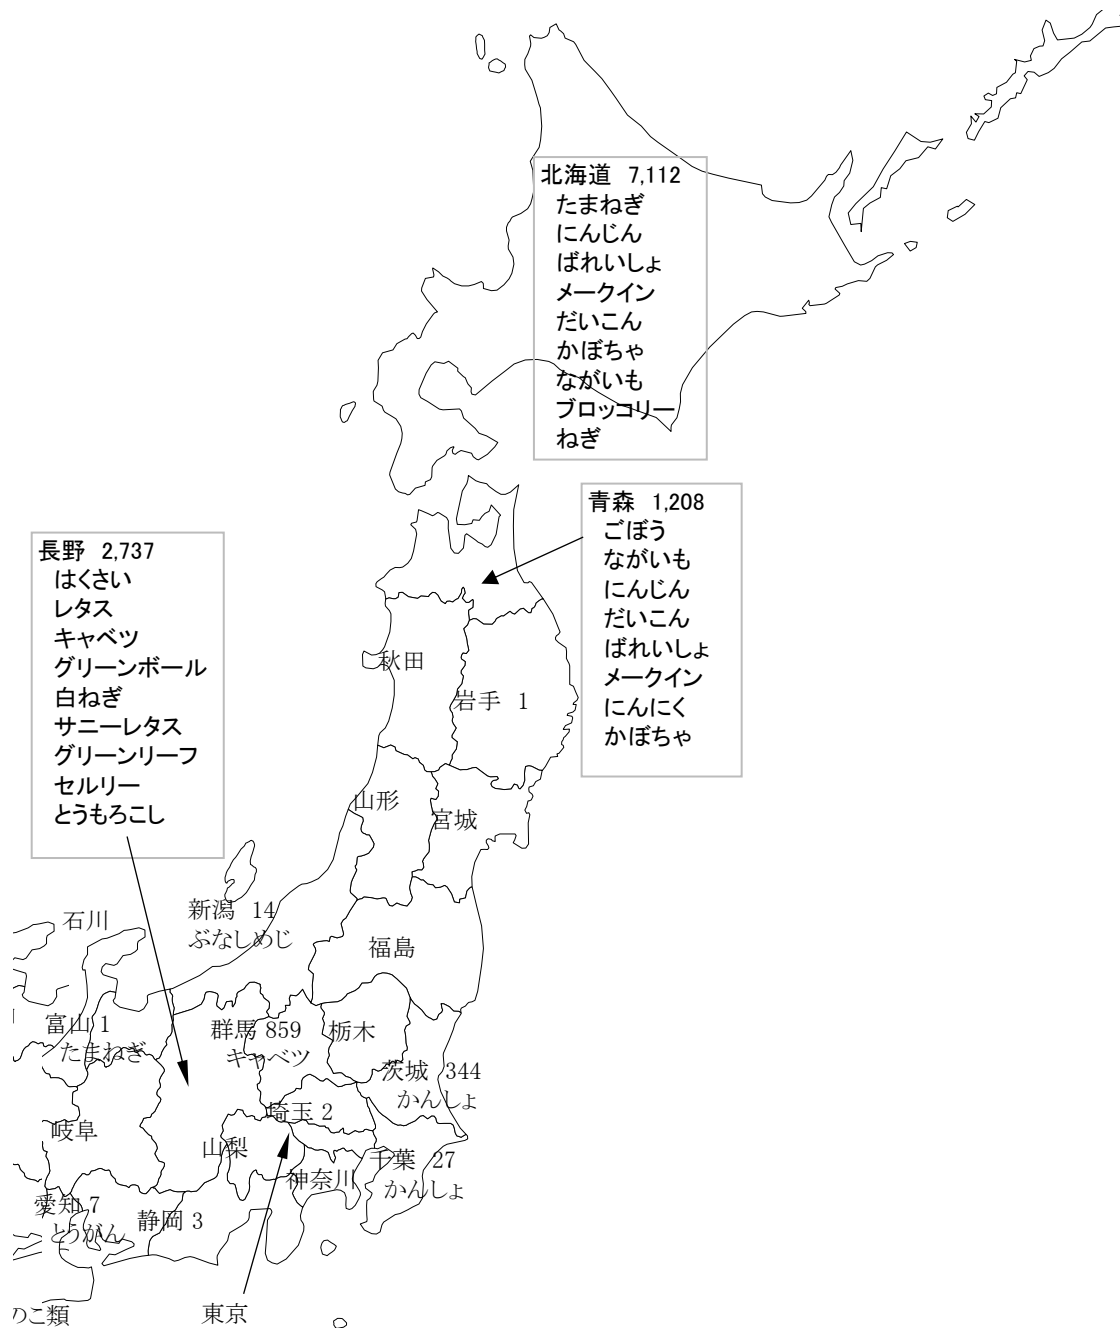 北海道 7,112
たまねぎ
にんじん
ばれいしょ
メークイン
だいこん
かぼちゃ
ながいも
ブロッコリー
ねぎ
青森 1,208
ごぼう
ながいも
にんじん
だいこん
ばれいしょ
メークイン
にんにく
かぼちゃ
長野 2,737
はくさい
レタス
キャベツ
グリーンボール
白ねぎ
サニーレタス
グリーンリーフ
セルリー
とうもろこし
秋田
岩手 1
山形
宮城
新潟 14
ぶなしめじ
石川
福島
富山 1
たまねぎ
群馬 859
キャベツ
栃木
茨城 344
かんしょ
埼玉 2
岐阜
山梨
千葉 27
かんしょ
神奈川
愛知 7
とうがん
静岡 3
東京
のこ類